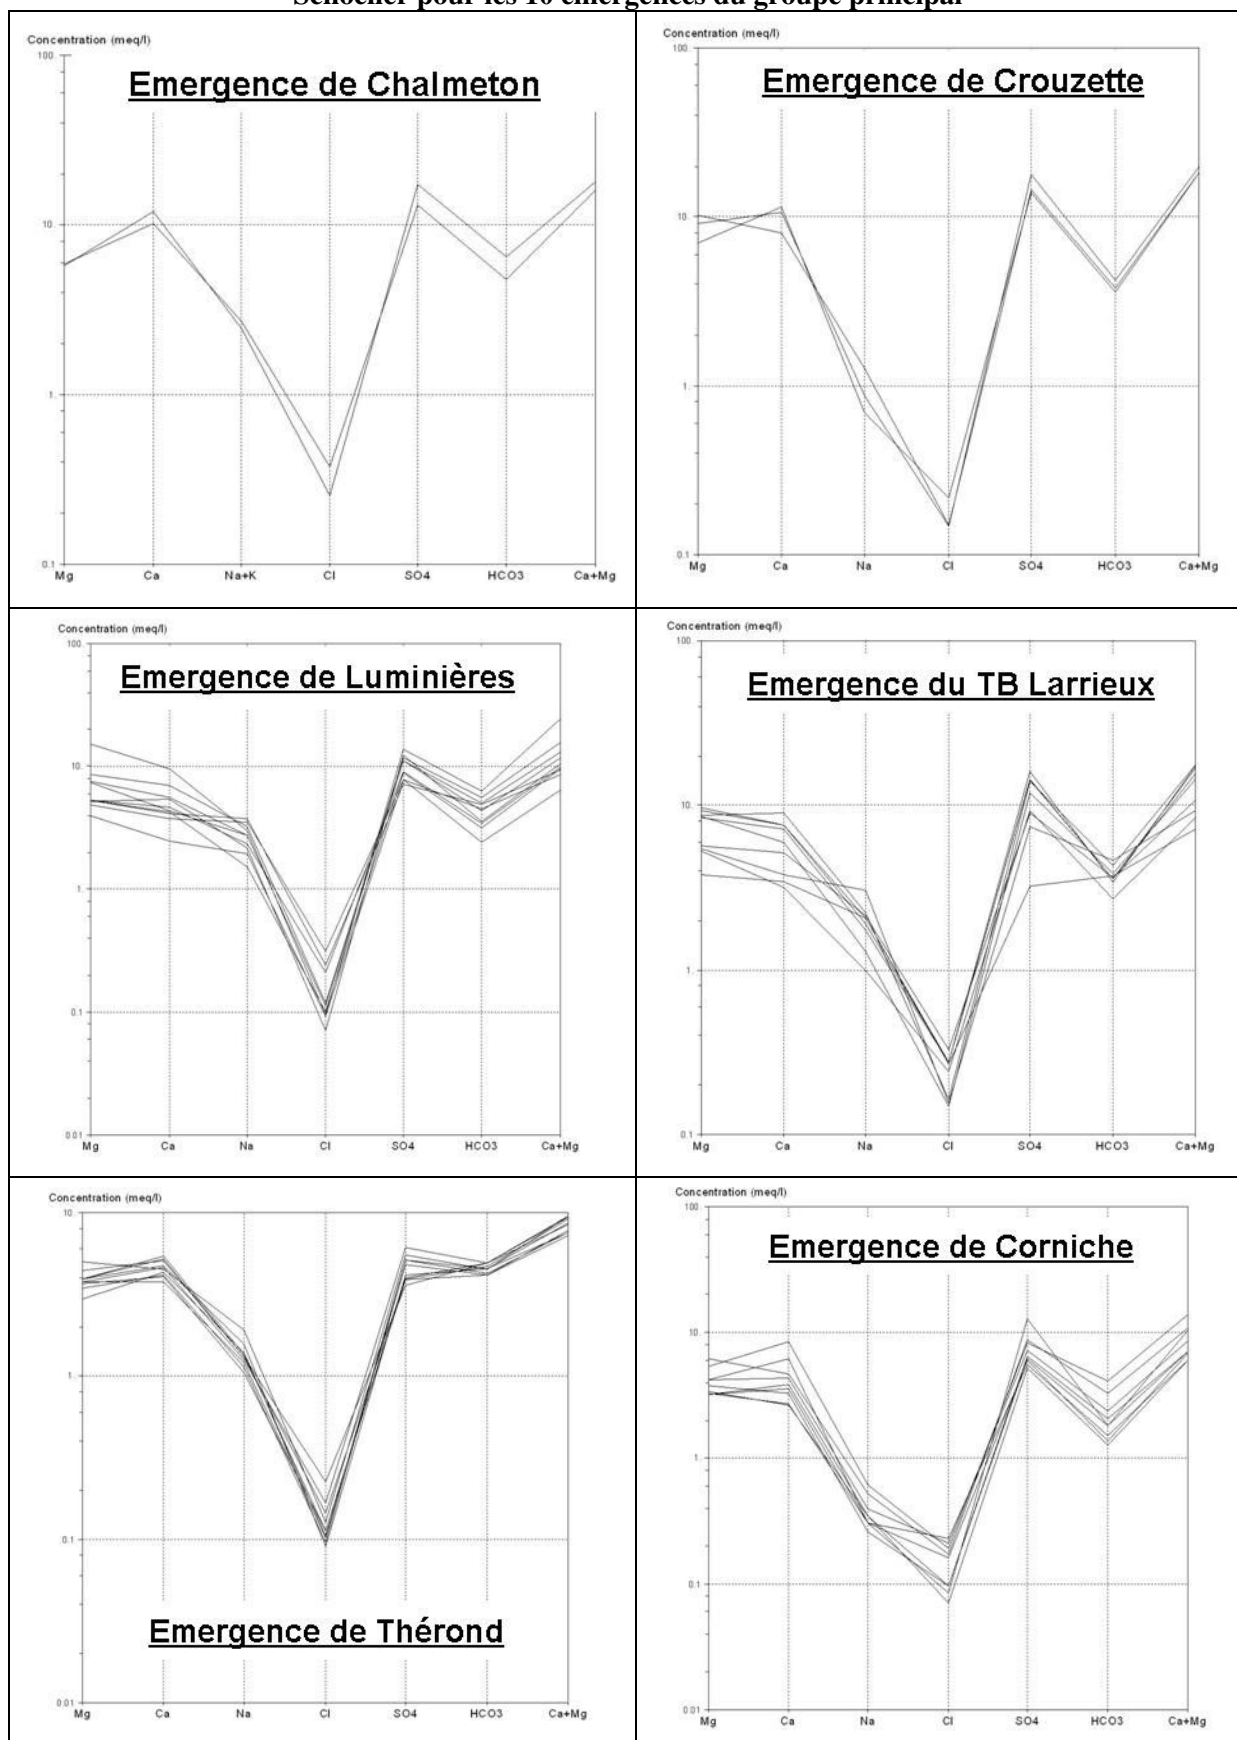 Schoeller pour les 10 émergences du groupe principal
Concentration (meq/l)
Emergence de Chalmeton
100.
10.
1.
0.1
Mg Ca Na+K Cl SO4 HCO3 Ca+Mg
Concentration (meq/l)
Emergence de Crouzette
100.
10.
1.
0.1
Mg Ca Na Cl SO4 HCO3 Ca+Mg
Concentration (meq/l)
Emergence de Luminières
100.
10.
1.
0.1
0.01
Mg Ca Na Cl SO4 HCO3 Ca+Mg
Concentration (meq/l)
Emergence du TB Larrieux
100.
10.
1.
0.1
Mg Ca Na Cl SO4 HCO3 Ca+Mg
Concentration (meq/l)
10.
1.
0.1
Emergence de Thérond
0.01
Mg Ca Na Cl SO4 HCO3 Ca+Mg
Concentration (meq/l)
Emergence de Corniche
100.
10.
1.
0.1
0.01
Mg Ca Na Cl SO4 HCO3 Ca+Mg